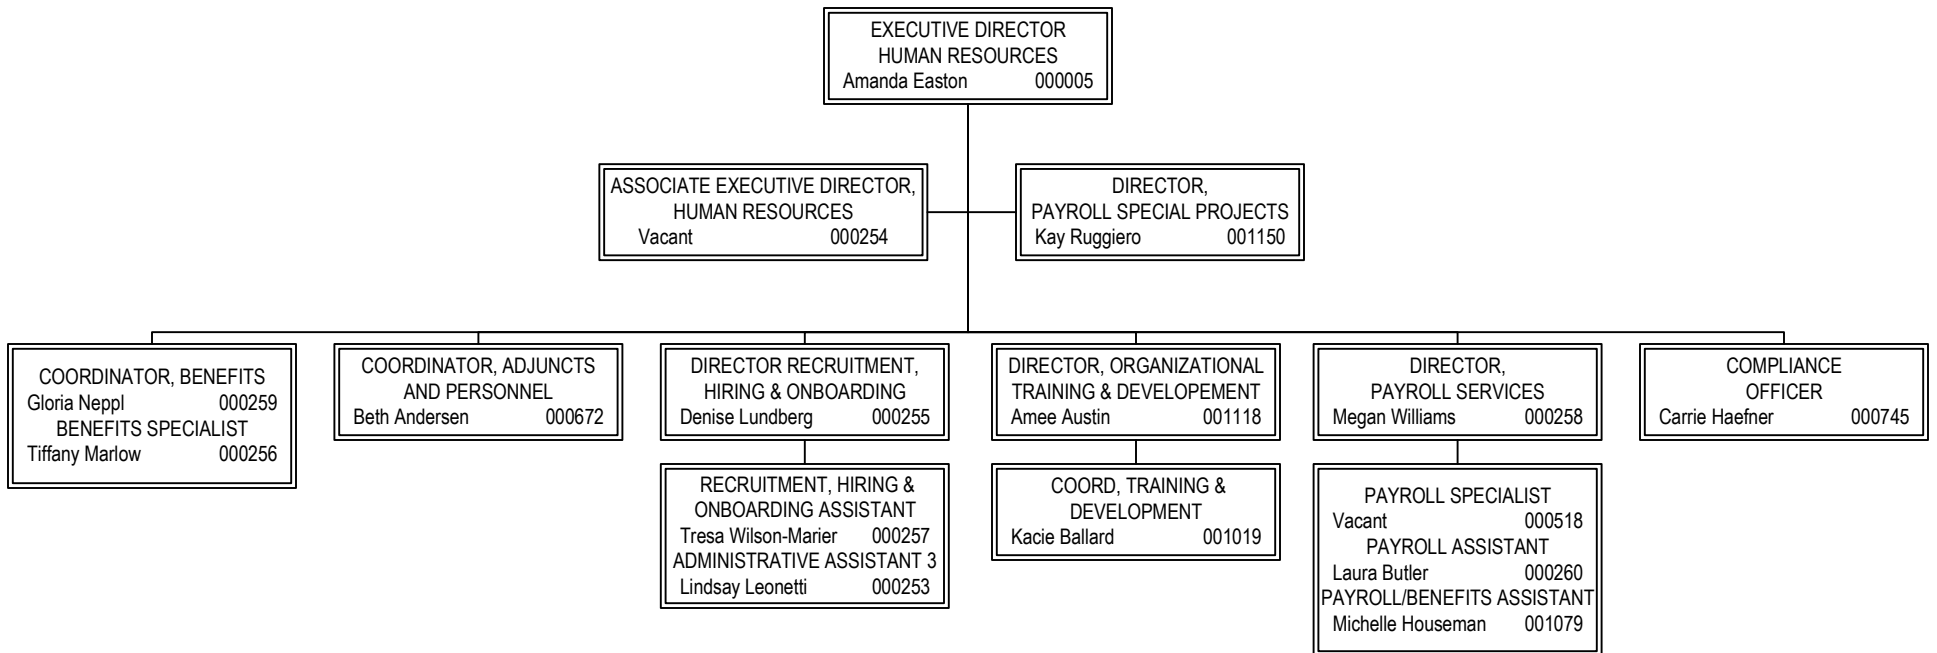 EXECUTIVE DIRECTOR
HUMAN RESOURCES
Amanda Easton 000005
ASSOCIATE EXECUTIVE DIRECTOR,
HUMAN RESOURCES
Vacant 000254
DIRECTOR,
PAYROLL SPECIAL PROJECTS
Kay Ruggiero 001150
COORDINATOR, BENEFITS
Gloria Neppl 000259
BENEFITS SPECIALIST
Tiffany Marlow 000256
COORDINATOR, ADJUNCTS
AND PERSONNEL
Beth Andersen 000672
DIRECTOR RECRUITMENT,
HIRING & ONBOARDING
Denise Lundberg 000255
DIRECTOR, ORGANIZATIONAL
TRAINING & DEVELOPEMENT
Amee Austin 001118
DIRECTOR,
PAYROLL SERVICES
Megan Williams 000258
COMPLIANCE
OFFICER
Carrie Haefner 000745
RECRUITMENT, HIRING &
ONBOARDING ASSISTANT
Tresa Wilson-Marier 000257
ADMINISTRATIVE ASSISTANT 3
Lindsay Leonetti 000253
COORD, TRAINING &
DEVELOPMENT
Kacie Ballard 001019
PAYROLL SPECIALIST
Vacant 000518
PAYROLL ASSISTANT
Laura Butler 000260
PAYROLL/BENEFITS ASSISTANT
Michelle Houseman 001079